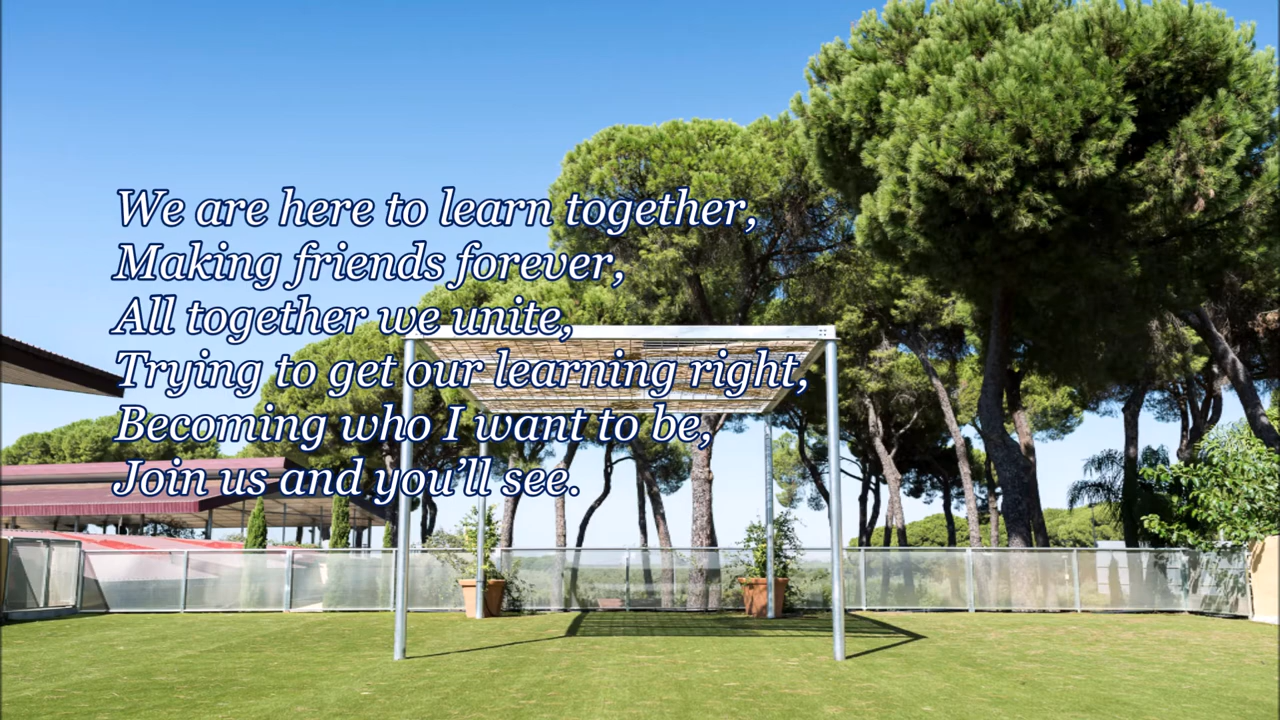 We are here to learn together,
Making friends forever,
All together we unite,
Trying to get our learning right,
Becoming who I want to be,
Join us and you’ll see.